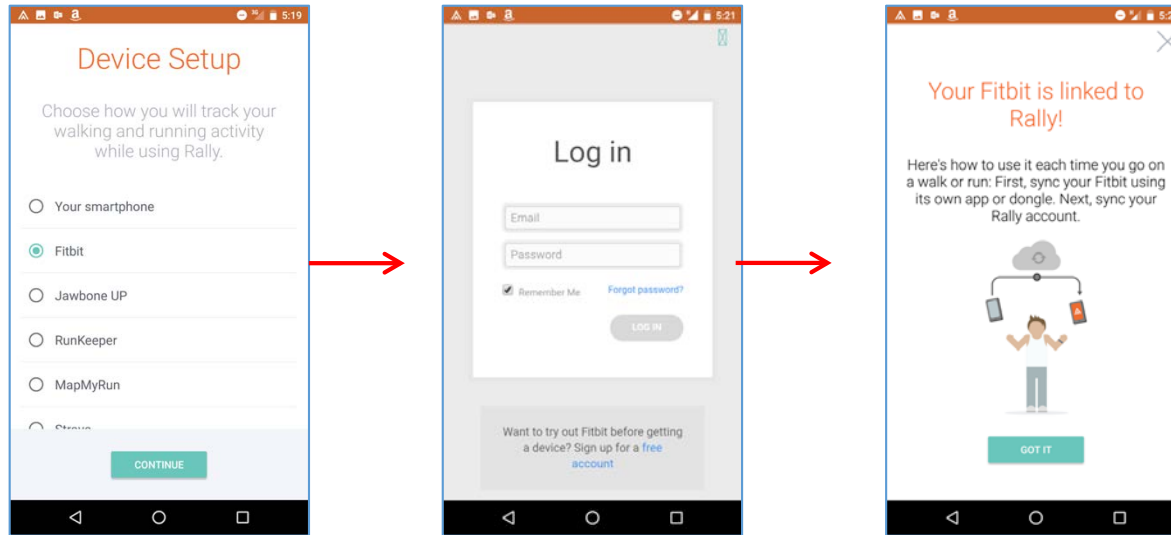 5:19
Device Setup
Choose how you will track your
walking and running activity
while using Rally.
Your smartphone
Fitbit
Jawbone UP
RunKeeper
MapMyRun
CONTINUE
5:21
Log in
Email
Password
Remember Me
Forgot password?
LOG IN
Want to try out Fitbit before getting
a device? Sign up for a free
account
Your Fitbit is linked to
Rally!
Here's how to use it each time you go on
a walk or run: First, sync your Fitbit using
its own app or dongle. Next, sync your
Rally account.
GOT IT